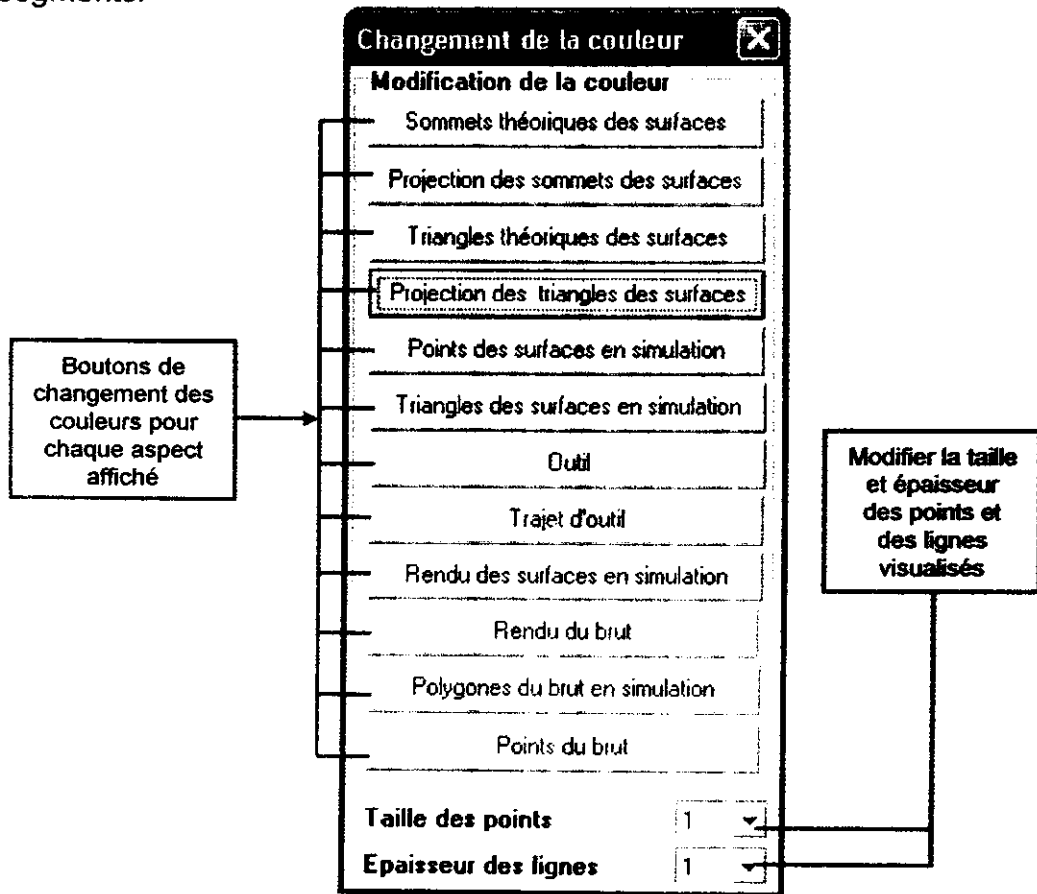 segments.
Changement de la couleur
Modification de la couleur
Sommets théoriques des surfaces
Projection des sommets des surfaces
Triangles théoriques des surfaces
Projection des triangles des surfaces
Points des surfaces en simulation
Triangles des surfaces en simulation
Outil
Trajet d'outil
Rendu des surfaces en simulation
Rendu du brut
Polygones du brut en simulation
Points du brut
Taille des points 1
Epaisseur des lignes 1
Boutons de
changement des
couleurs pour
chaque aspect
affiché
Modifier la taille
et épaisseur
des points et
des lignes
visualisés